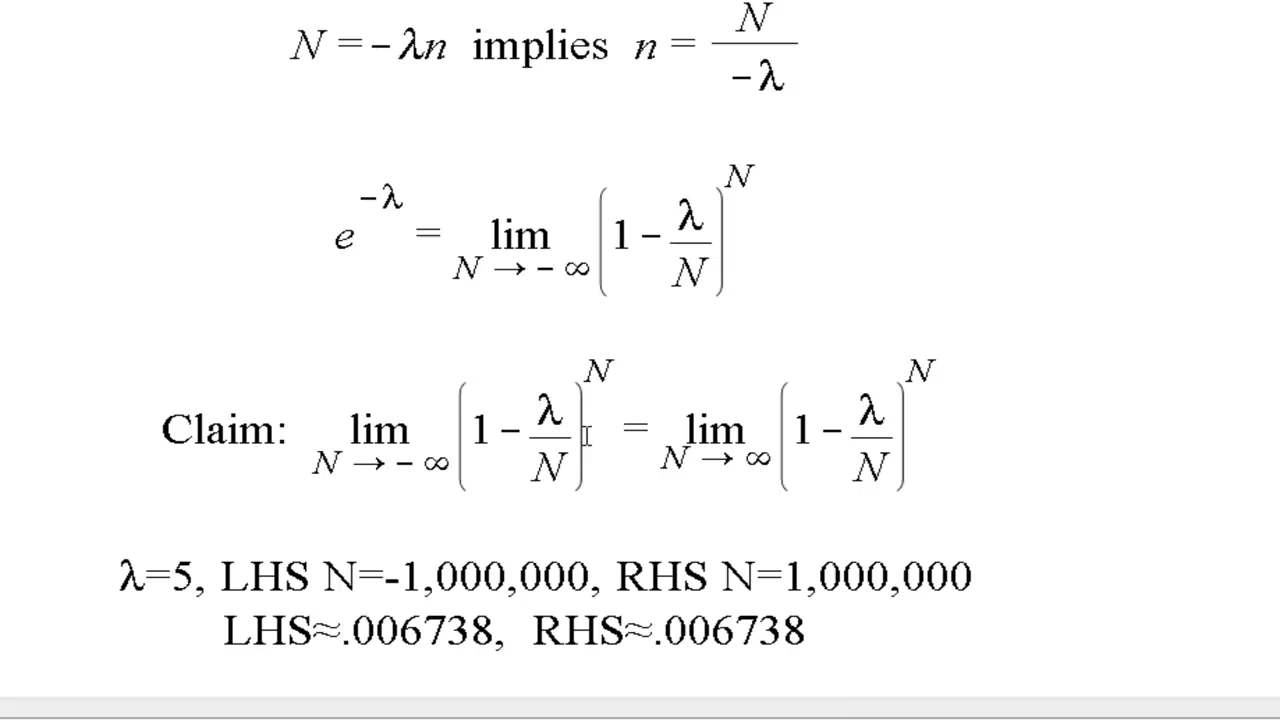 N = -λn implies n = N / -λ
e^{-λ} = lim_{N → -∞} (1 - λ/N)^N
Claim: lim_{N → -∞} (1 - λ/N)^N = lim_{N → ∞} (1 - λ/N)^N
λ=5, LHS N=-1,000,000, RHS N=1,000,000
LHS≈.006738, RHS≈.006738